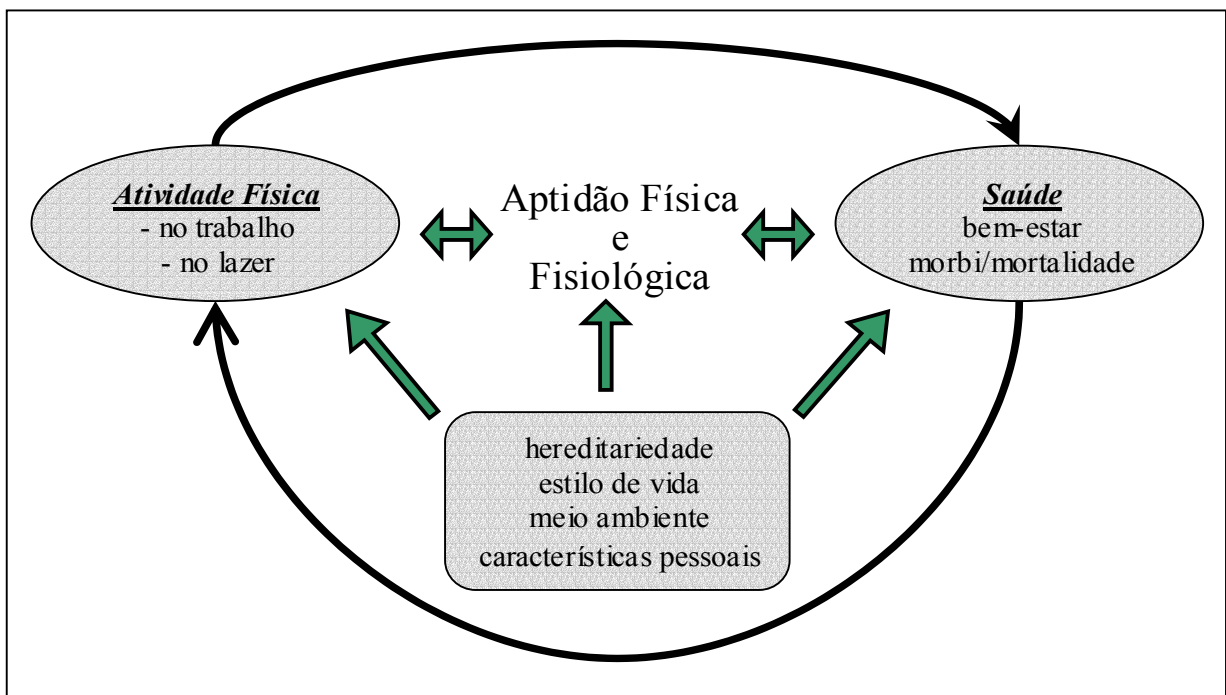 Atividade Física
- no trabalho
- no lazer
Aptidão Física
e
Fisiológica
Saúde
bem-estar
morbi/mortalidade
hereditariedade
estilo de vida
meio ambiente
características pessoais